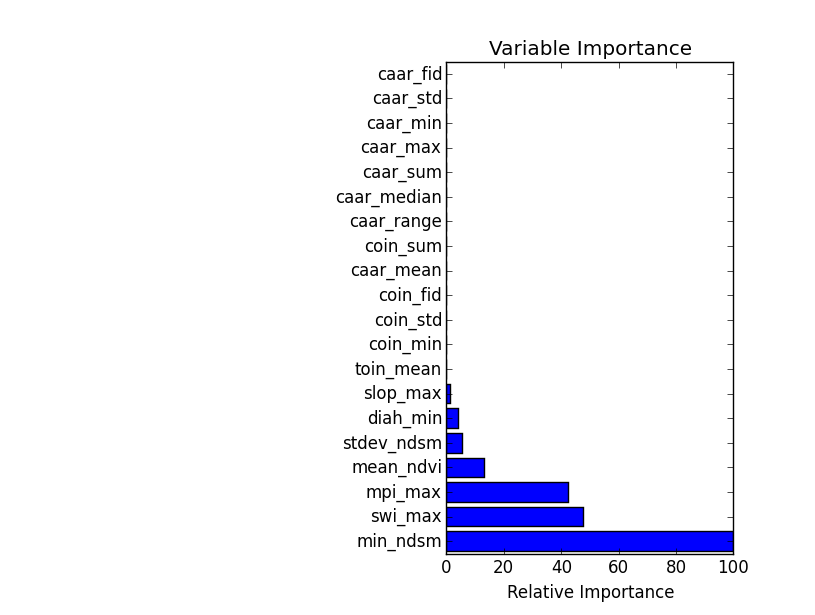 Variable Importance
caar_fid
caar_std
caar_min
caar_max
caar_sum
caar_median
caar_range
coin_sum
caar_mean
coin_fid
coin_std
coin_min
toin_mean
slop_max
diah_min
stdev_ndsm
mean_ndvi
mpi_max
swi_max
min_ndsm
0 20 40 60 80 100
Relative Importance